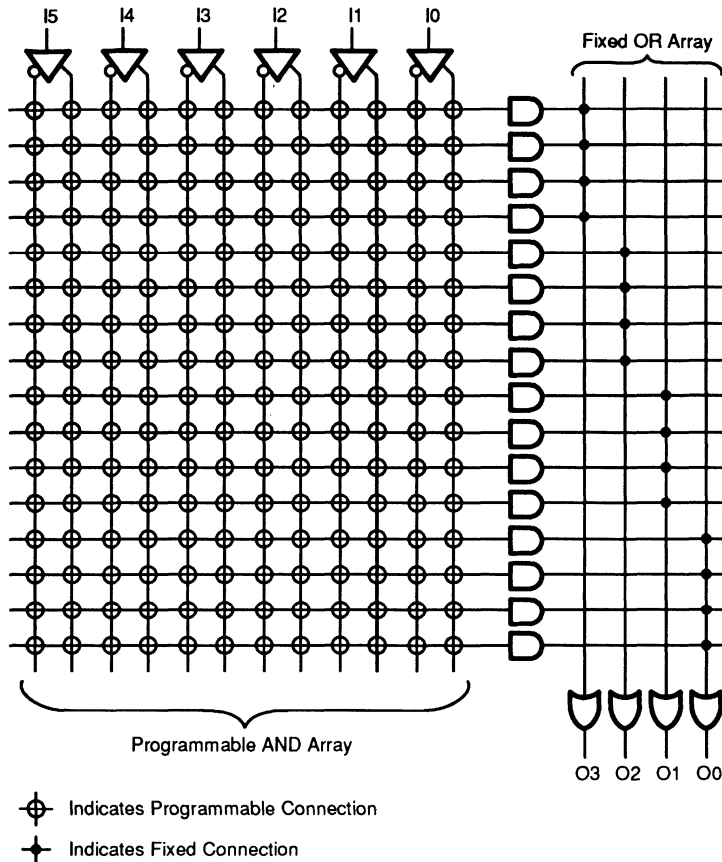 I5 I4 I3 I2 I1 I0
Fixed OR Array
Programmable AND Array
O3 O2 O1 O0
Indicates Programmable Connection
Indicates Fixed Connection